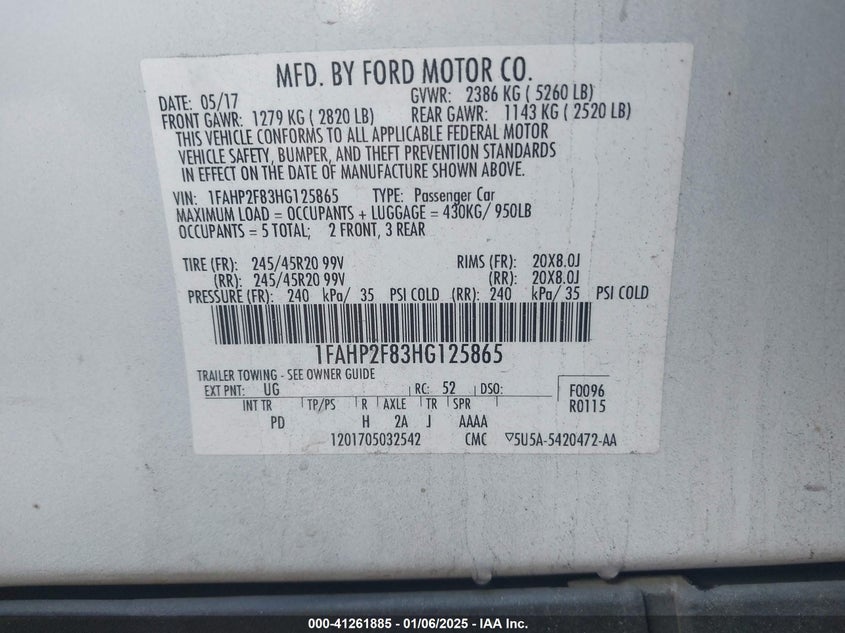 MFD. BY FORD MOTOR CO.
DATE: 05/17 GVWR: 2386 KG ( 5260 LB)
FRONT GAWR: 1279 KG ( 2820 LB) REAR GAWR: 1143 KG ( 2520 LB)
THIS VEHICLE CONFORMS TO ALL APPLICABLE FEDERAL MOTOR
VEHICLE SAFETY, BUMPER, AND THEFT PREVENTION STANDARDS
IN EFFECT ON THE DATE OF MANUFACTURE SHOWN ABOVE.
VIN: 1FAHP2F83HG125865 TYPE: Passenger Car
MAXIMUM LOAD = OCCUPANTS + LUGGAGE = 430KG/ 950LB
OCCUPANTS = 5 TOTAL; 2 FRONT, 3 REAR
TIRE (FR): 245/45R20 99V RIMS (FR): 20X8.0J
(RR): 245/45R20 99V (RR): 20X8.0J
PRESSURE (FR): 240 kPa/ 35 PSI COLD (RR): 240 kPa/ 35 PSI COLD
1FAHP2F83HG125865
TRAILER TOWING - SEE OWNER GUIDE
EXT PNT: UG RC: 52 DSO: F0096
INT TR TP/PS R AXLE TR SPR R0115
PD H 2A J AAAA
1201705032542 CMC ▽5U5A-5420472-AA
000-41261885 - 01/06/2025 - IAA Inc.